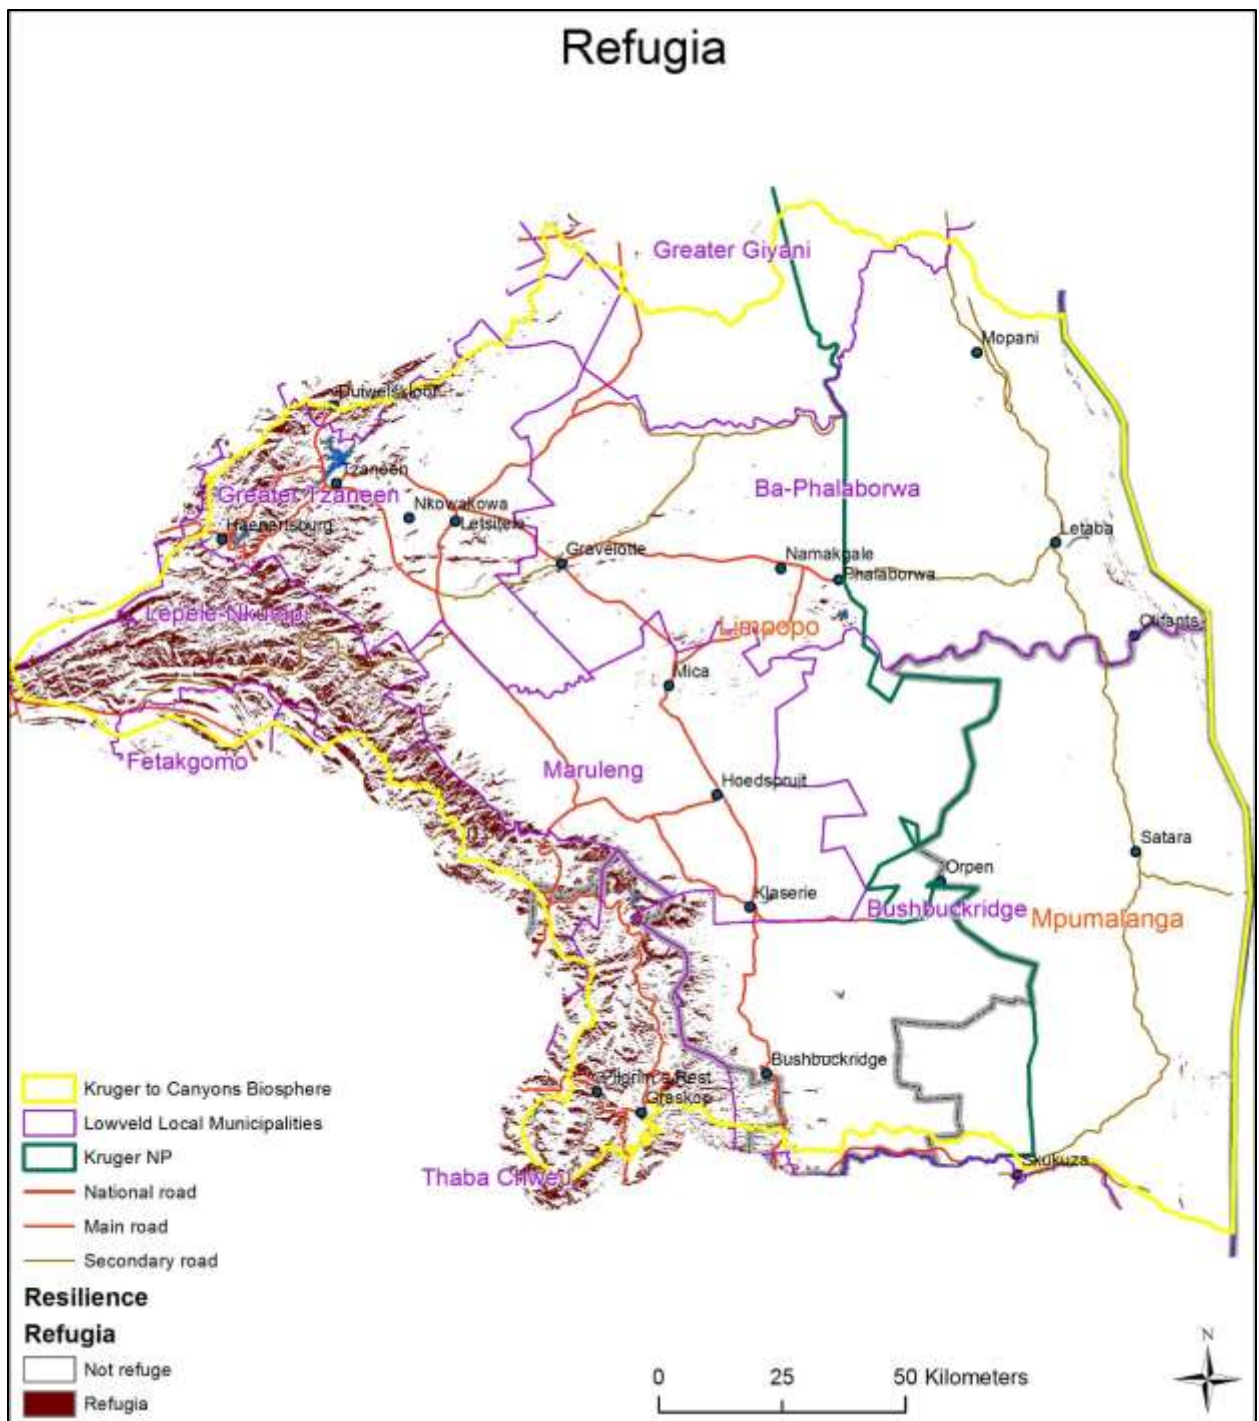 Refugia
Greater Giyani
Mopani
Duiwelskloof
Tzaneen
Greater Tzaneen
Nkowakowa
Letsitele
Ba-Phalaborwa
Haenertsburg
Gravelotte
Namakgale
Phalaborwa
Letaba
Lepele-Nkumpi
Limpopo
Olifants
Mica
Fetakgomo
Maruleng
Hoedspruit
Satara
Orpen
Klaserie
Bushbuckridge
Mpumalanga
Bushbuckridge
Pilgrim's Rest
Graskop
Thaba Chweu
Skukuza
Kruger to Canyons Biosphere
Lowveld Local Municipalities
Kruger NP
National road
Main road
Secondary road
Resilience
Refugia
Not refuge
Refugia
0 25 50 Kilometers
N